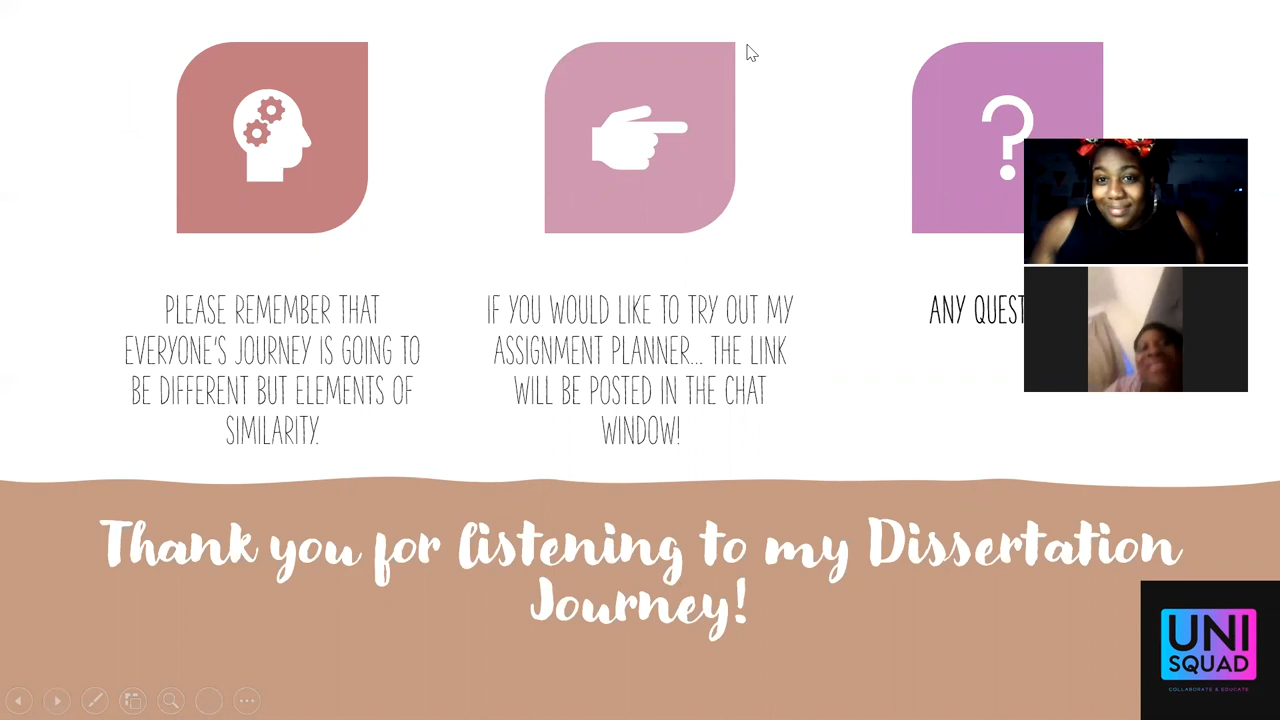 PLEASE REMEMBER THAT
EVERYONE'S JOURNEY IS GOING TO
BE DIFFERENT BUT ELEMENTS OF
SIMILARITY.
IF YOU WOULD LIKE TO TRY OUT MY
ASSIGNMENT PLANNER... THE LINK
WILL BE POSTED IN THE CHAT
WINDOW!
ANY QUEST
Thank you for listening to my Dissertation
Journey!
UNI
SQUAD
COLLABORATE & EDUCATE